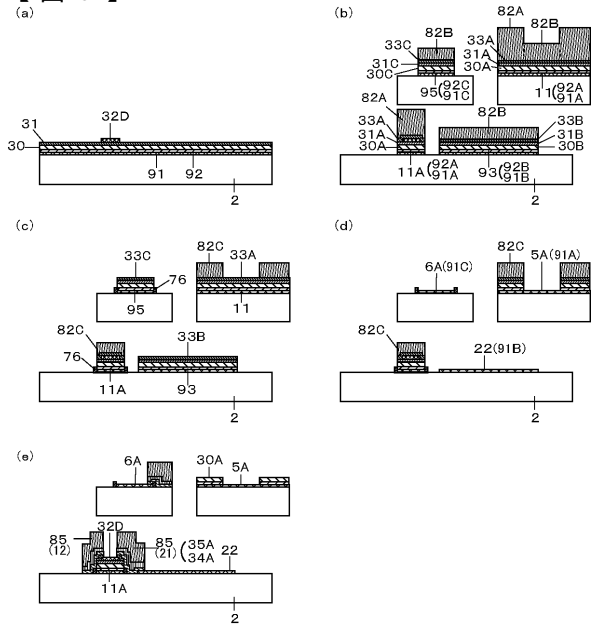 (a)
32D
31
30
91 92
2
(b)
82A
82B
33C
31C
30C
95(92C
91C
82B
33A
31A
30A
11(92A
91A
82A
33A
31A
30A
82B
33B
31B
30B
11A(92A
91A
93(92B
91B
2
(c)
33C
76
95
82C
33A
11
82C
76
33B
11A
93
2
(d)
6A(91C)
82C
5A(91A)
82C
22(91B)
2
(e)
6A
30A
5A
85
(12)
32D
85
(21)
(35A
34A
22
11A
2